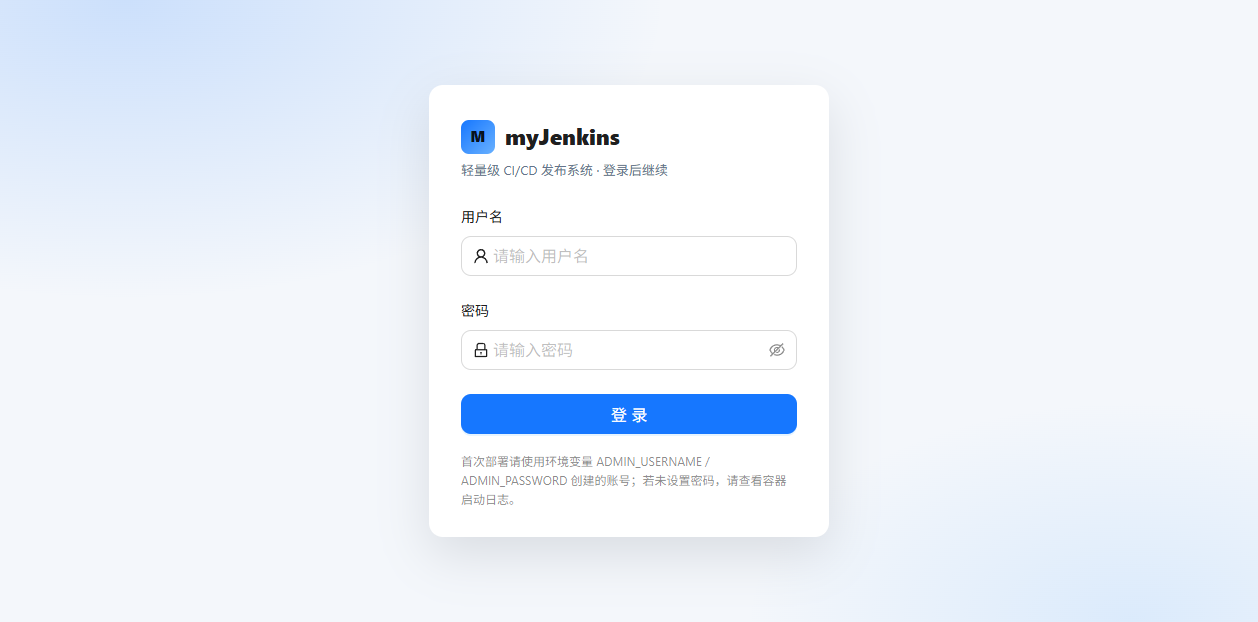 M myJenkins
轻量级 CI/CD 发布系统 · 登录后继续
用户名
请输入用户名
密码
请输入密码
登 录
首次部署请使用环境变量 ADMIN_USERNAME /
ADMIN_PASSWORD 创建的账号；若未设置密码，请查看容器
启动日志。